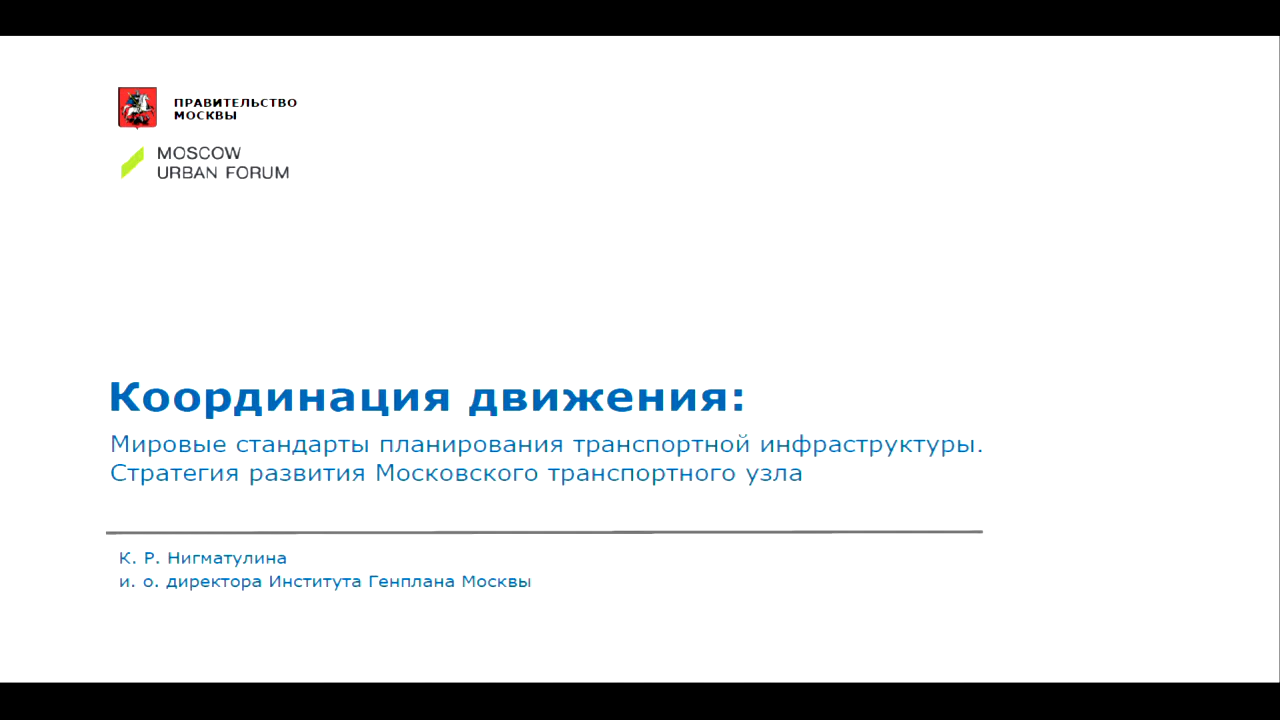 ПРАВИТЕЛЬСТВО
МОСКВЫ
MOSCOW
URBAN FORUM
Координация движения:
Мировые стандарты планирования транспортной инфраструктуры.
Стратегия развития Московского транспортного узла
К. Р. Нигматулина
и. о. директора Института Генплана Москвы